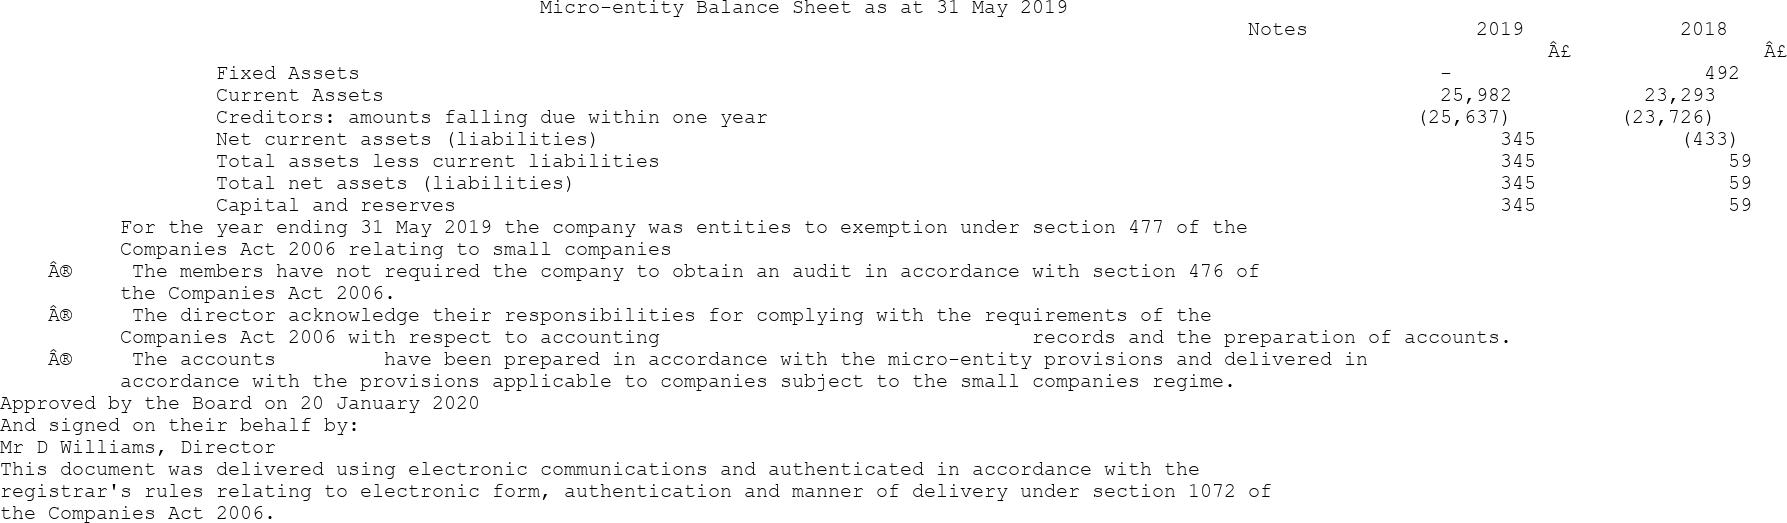 Micro-entity Balance Sheet as at 31 May 2019
Notes 2019 2018
Â£ Â£
Fixed Assets - 492
Current Assets 25,982 23,293
Creditors: amounts falling due within one year (25,637) (23,726)
Net current assets (liabilities) 345 (433)
Total assets less current liabilities 345 59
Total net assets (liabilities) 345 59
Capital and reserves 345 59
For the year ending 31 May 2019 the company was entities to exemption under section 477 of the
Companies Act 2006 relating to small companies
Â® The members have not required the company to obtain an audit in accordance with section 476 of
the Companies Act 2006.
Â® The director acknowledge their responsibilities for complying with the requirements of the
Companies Act 2006 with respect to accounting records and the preparation of accounts.
Â® The accounts have been prepared in accordance with the micro-entity provisions and delivered in
accordance with the provisions applicable to companies subject to the small companies regime.
Approved by the Board on 20 January 2020
And signed on their behalf by:
Mr D Williams, Director
This document was delivered using electronic communications and authenticated in accordance with the
registrar's rules relating to electronic form, authentication and manner of delivery under section 1072 of
the Companies Act 2006.